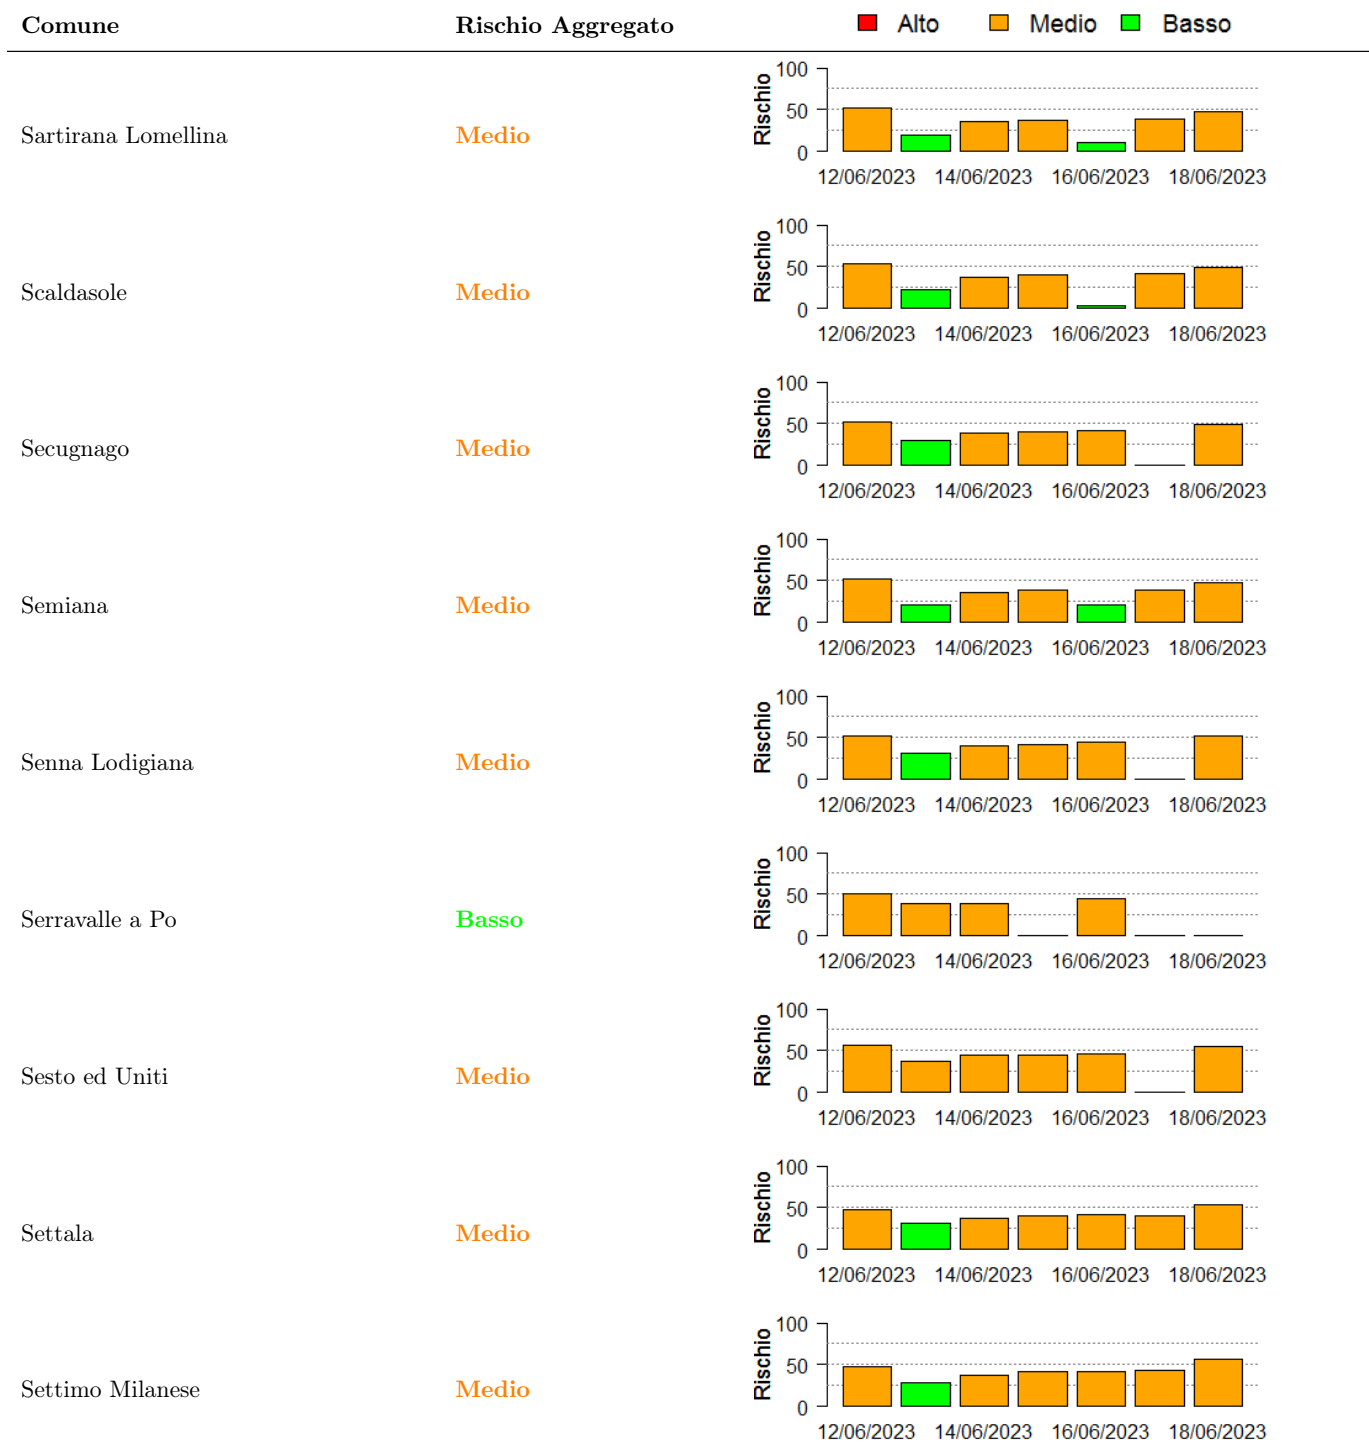 Comune Rischio Aggregato Alto Medio Basso
Sartirana Lomellina Medio Rischio 100 50 0
12/06/2023 14/06/2023 16/06/2023 18/06/2023
Scaldasole Medio Rischio 100 50 0
12/06/2023 14/06/2023 16/06/2023 18/06/2023
Secugnago Medio Rischio 100 50 0
12/06/2023 14/06/2023 16/06/2023 18/06/2023
Semiana Medio Rischio 100 50 0
12/06/2023 14/06/2023 16/06/2023 18/06/2023
Senna Lodigiana Medio Rischio 100 50 0
12/06/2023 14/06/2023 16/06/2023 18/06/2023
Serravalle a Po Basso Rischio 100 50 0
12/06/2023 14/06/2023 16/06/2023 18/06/2023
Sesto ed Uniti Medio Rischio 100 50 0
12/06/2023 14/06/2023 16/06/2023 18/06/2023
Settala Medio Rischio 100 50 0
12/06/2023 14/06/2023 16/06/2023 18/06/2023
Settimo Milanese Medio Rischio 100 50 0
12/06/2023 14/06/2023 16/06/2023 18/06/2023